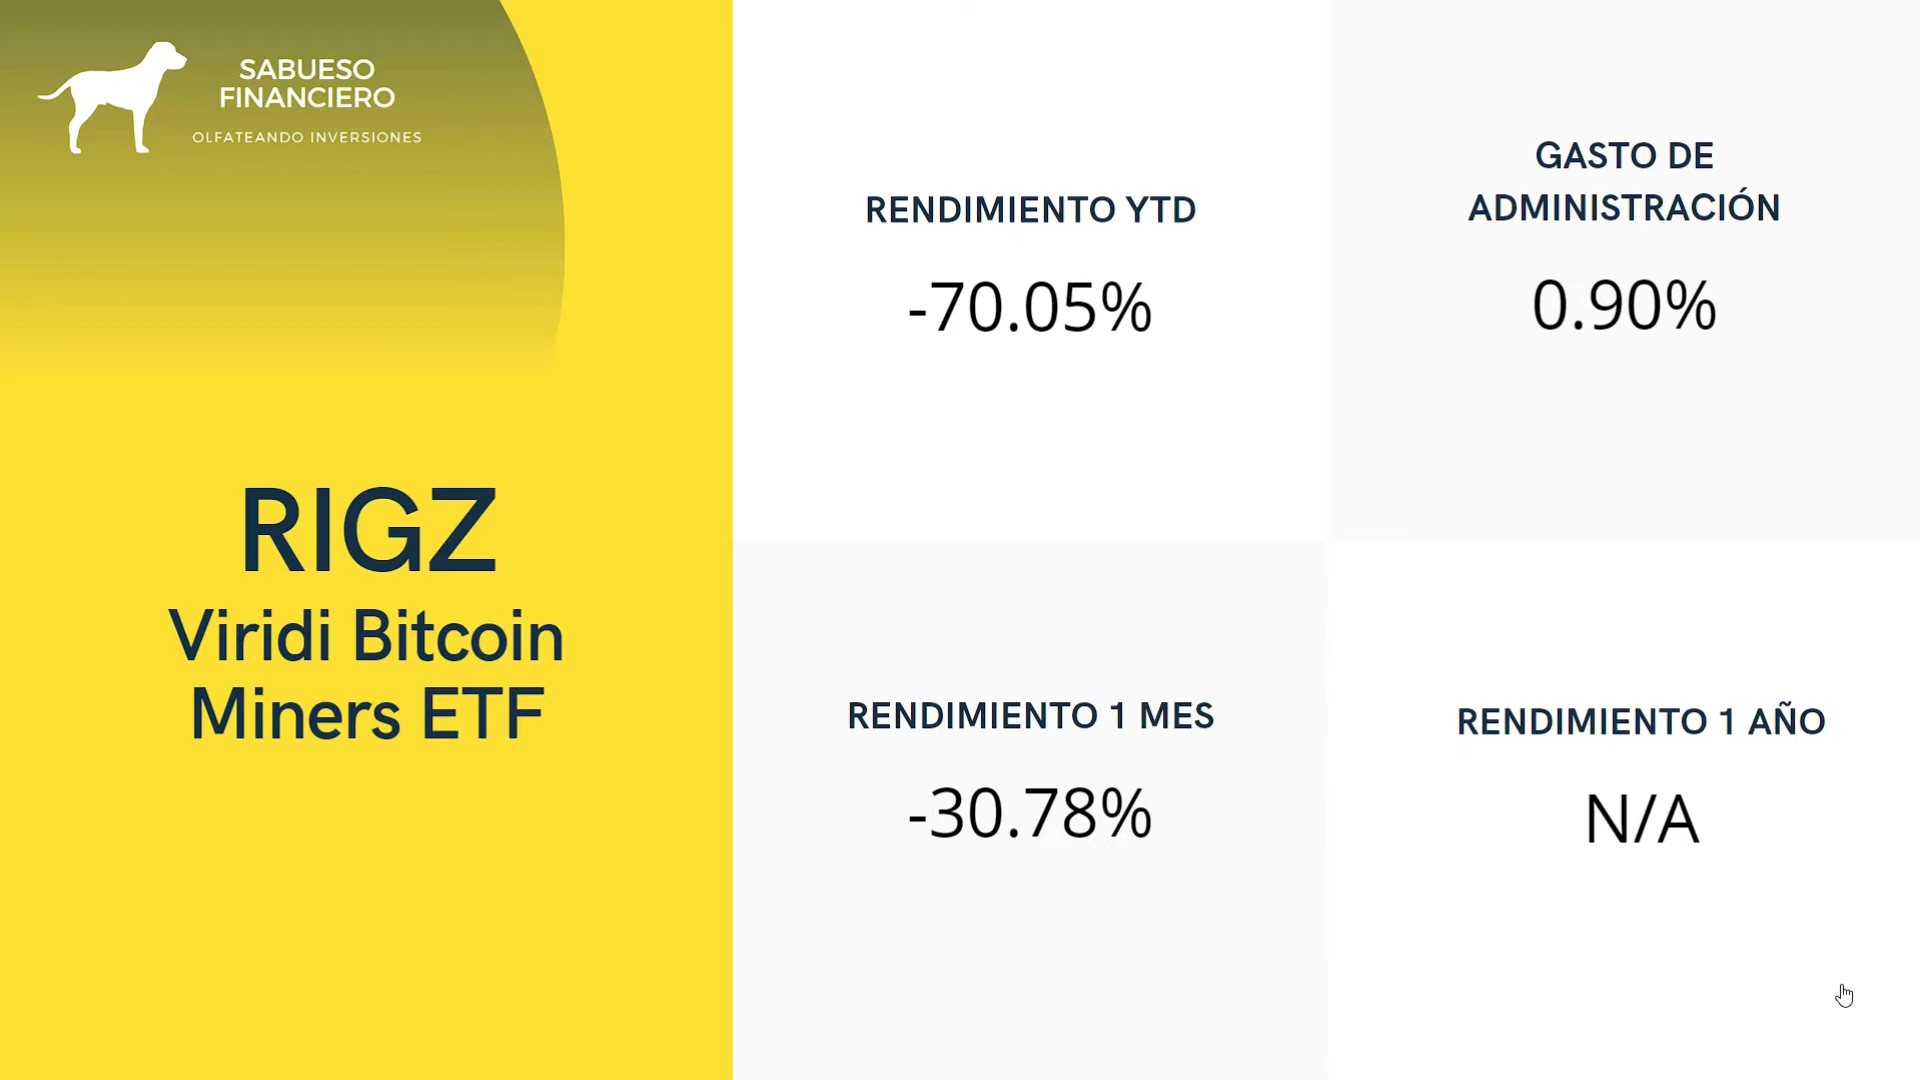 SABUESO
FINANCIERO
OLFATEANDO INVERSIONES
RIGZ
Viridi Bitcoin
Miners ETF
RENDIMIENTO YTD
-70.05%
GASTO DE
ADMINISTRACIÓN
0.90%
RENDIMIENTO 1 MES
-30.78%
RENDIMIENTO 1 AÑO
N/A